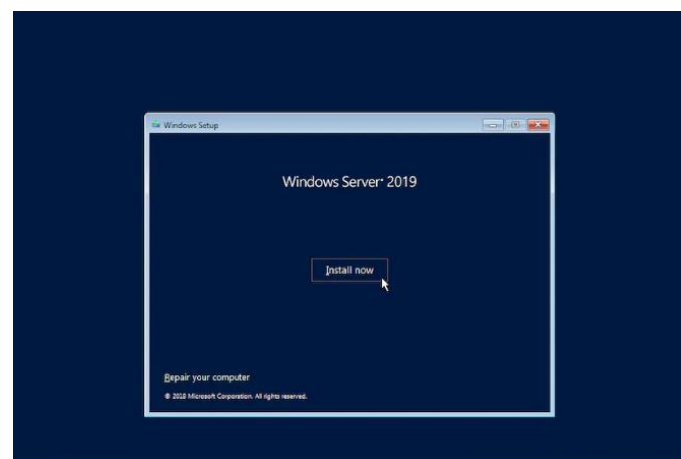 Windows Setup
Windows Server® 2019
Install now
Repair your computer
© 2018 Microsoft Corporation. All rights reserved.